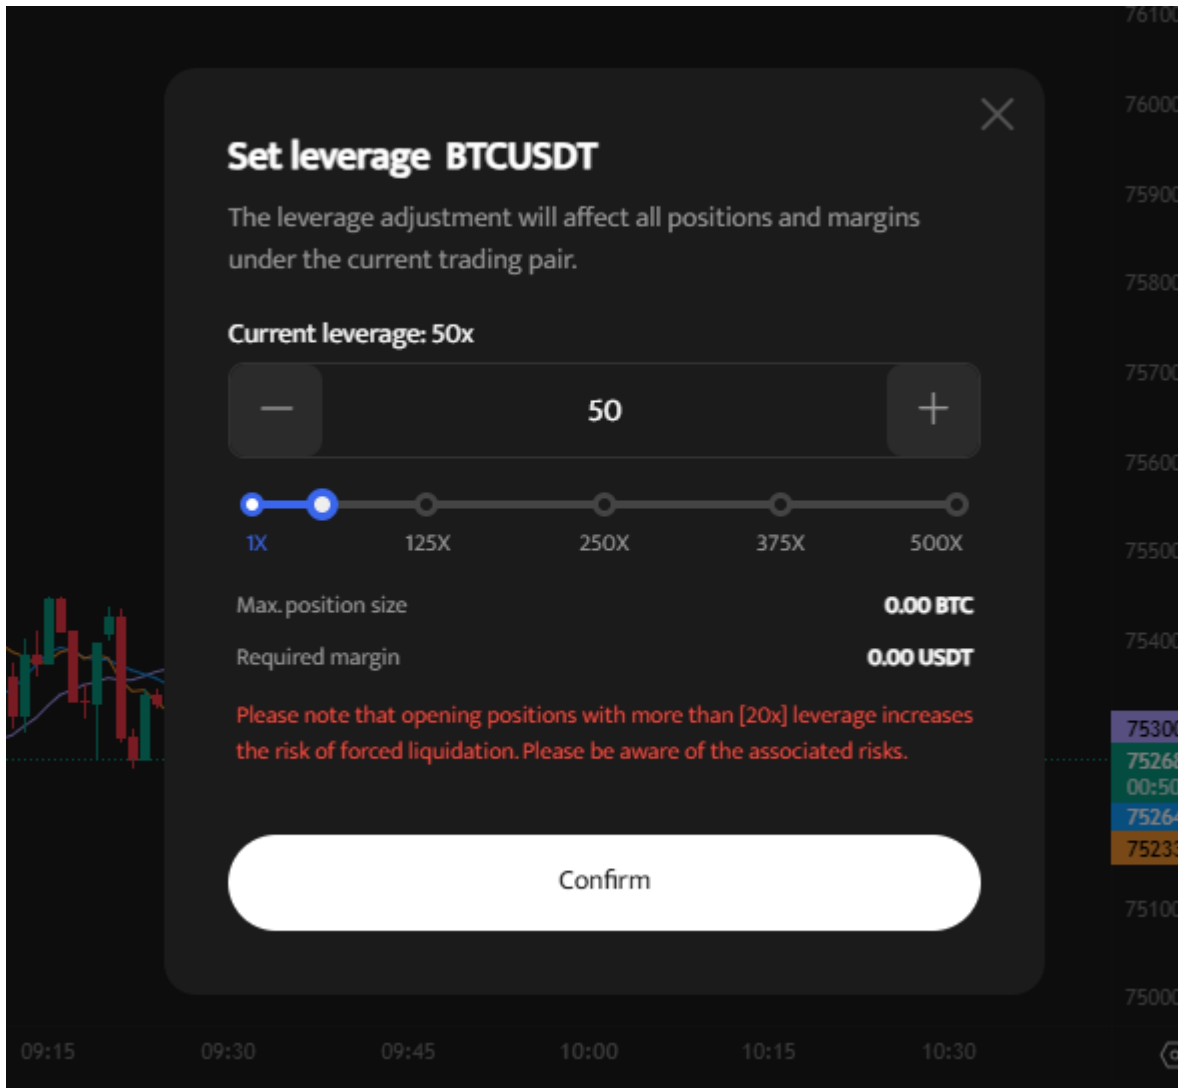 76100
76000
75900
75800
75700
75600
75500
75400
75300
75100
75000
Set leverage BTCUSDT
The leverage adjustment will affect all positions and margins
under the current trading pair.
Current leverage: 50x
50
1X 125X 250X 375X 500X
Max. position size 0.00 BTC
Required margin 0.00 USDT
Please note that opening positions with more than [20x] leverage increases
the risk of forced liquidation. Please be aware of the associated risks.
Confirm
09:15 09:30 09:45 10:00 10:15 10:30